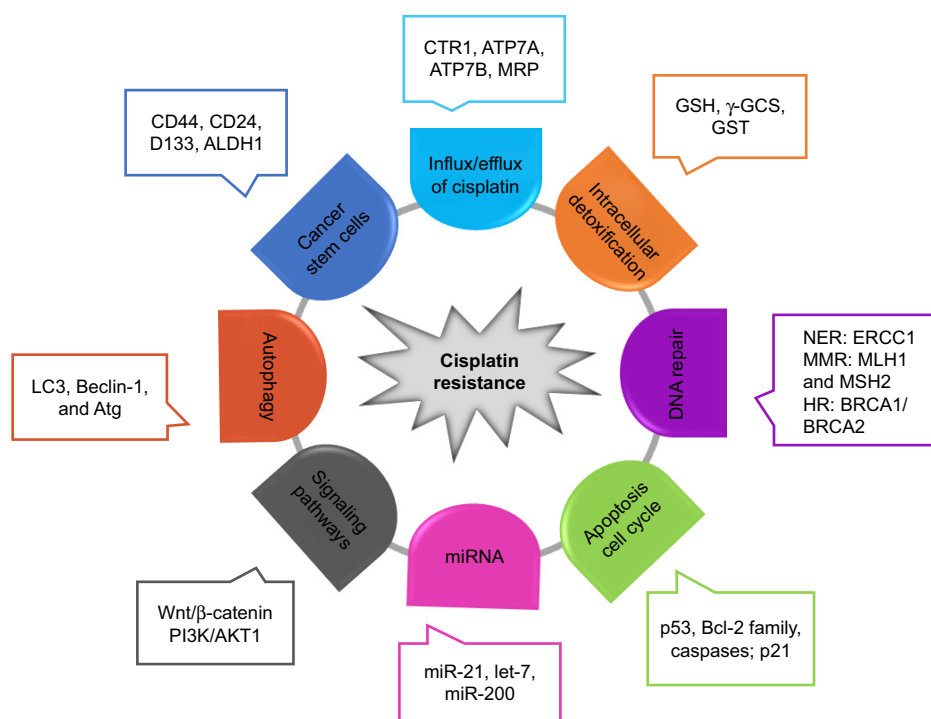 CTR1, ATP7A,
ATP7B, MRP
Influx/efflux
of cisplatin
GSH, γ-GCS,
GST
Intracellular
detoxification
NER: ERCC1
MMR: MLH1
and MSH2
HR: BRCA1/
BRCA2
DNA repair
Apoptosis
cell cycle
p53, Bcl-2 family,
caspases; p21
miRNA
miR-21, let-7,
miR-200
Signaling
pathways
Wnt/β-catenin
PI3K/AKT1
Autophagy
LC3, Beclin-1,
and Atg
Cancer
stem cells
CD44, CD24,
D133, ALDH1
Cisplatin
resistance